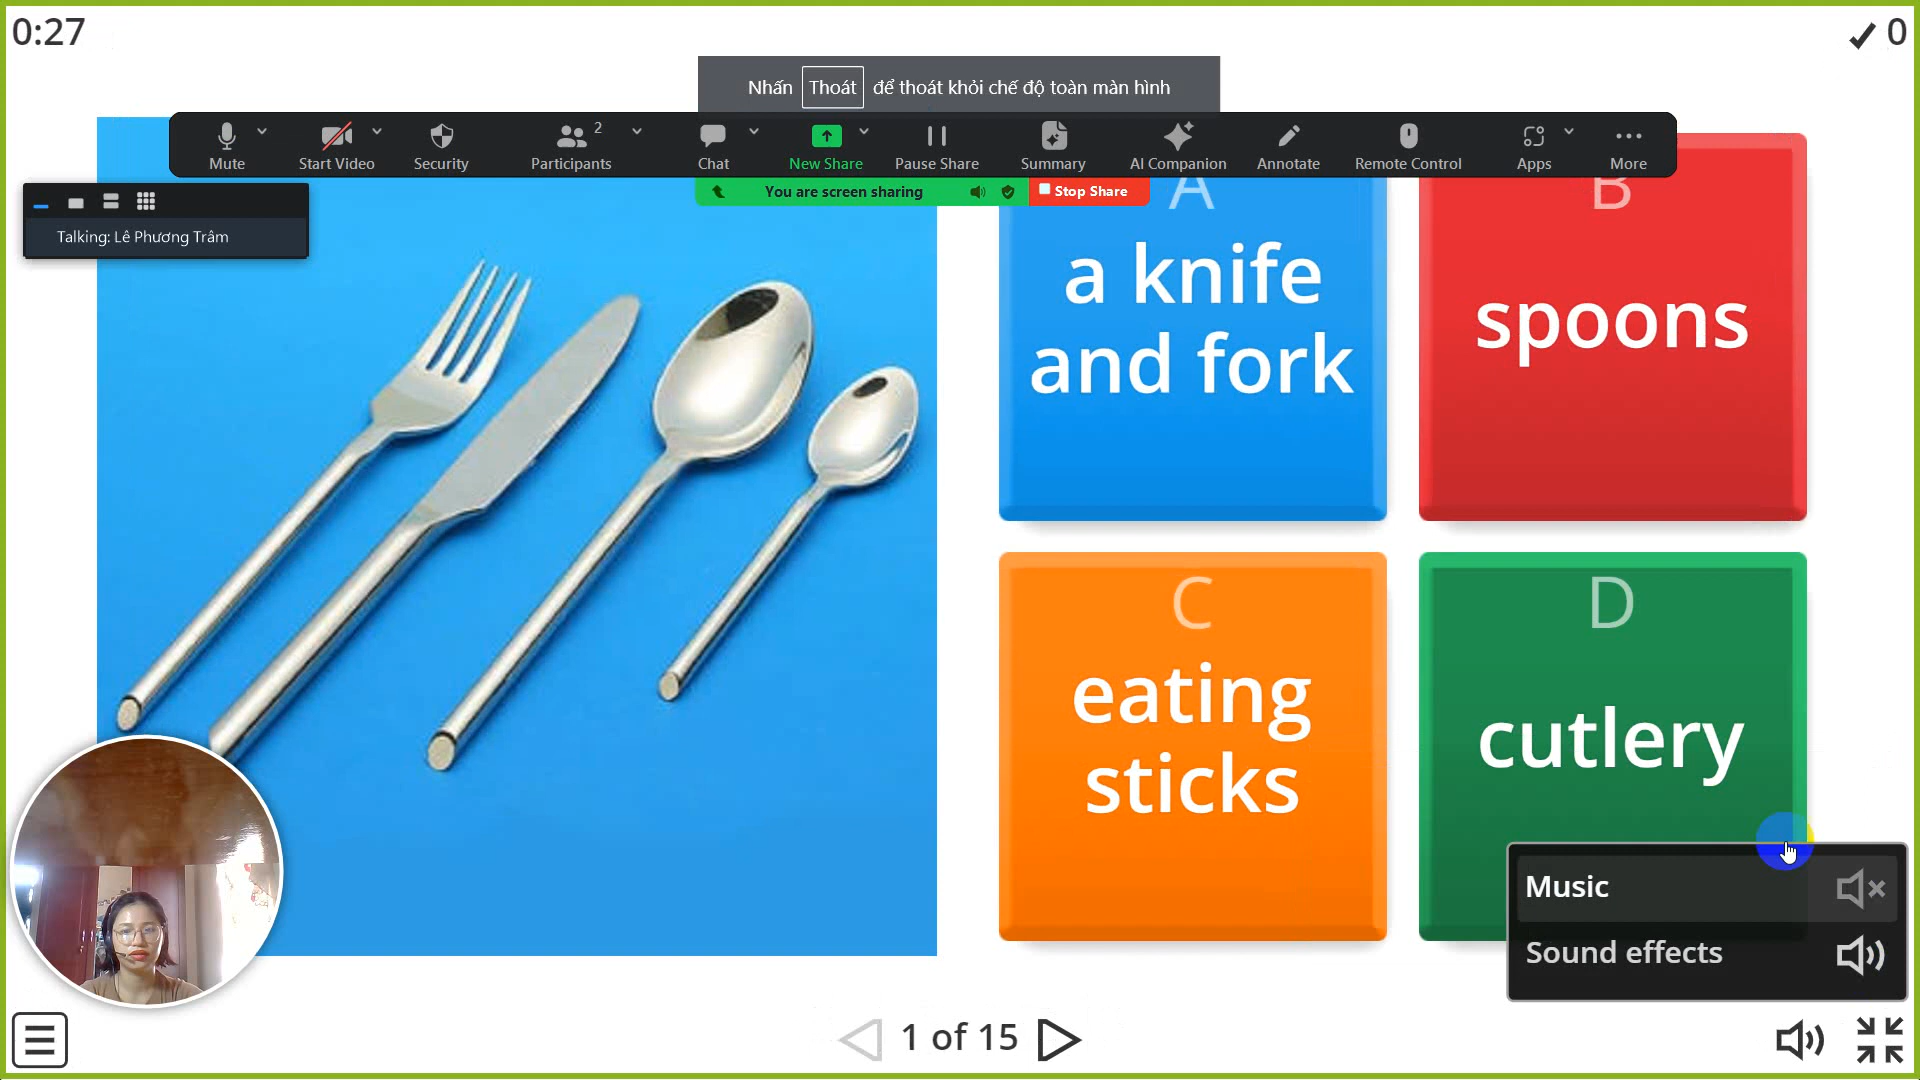 0:27
0
Nhấn Thoát để thoát khỏi chế độ toàn màn hình
Mute
Start Video
Security
Participants
2
Chat
New Share
Pause Share
Summary
AI Companion
Annotate
Remote Control
Apps
More
You are screen sharing
Stop Share
Talking: Lê Phương Trâm
A
a knife
and fork
B
spoons
C
eating
sticks
D
cutlery
Music
Sound effects
1 of 15